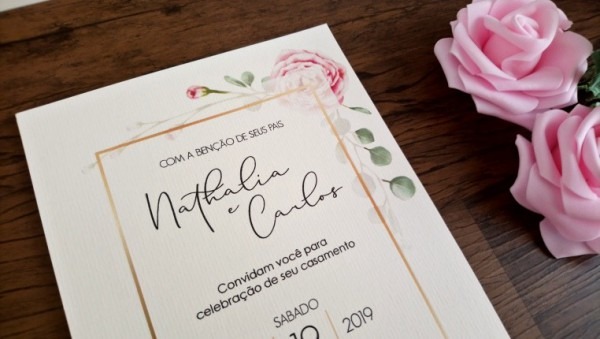 COM A BENÇÃO DE SEUS PAIS
Nathalia
e
Carlos
Convidam você para
celebração de seu casamento
SABADO
2019